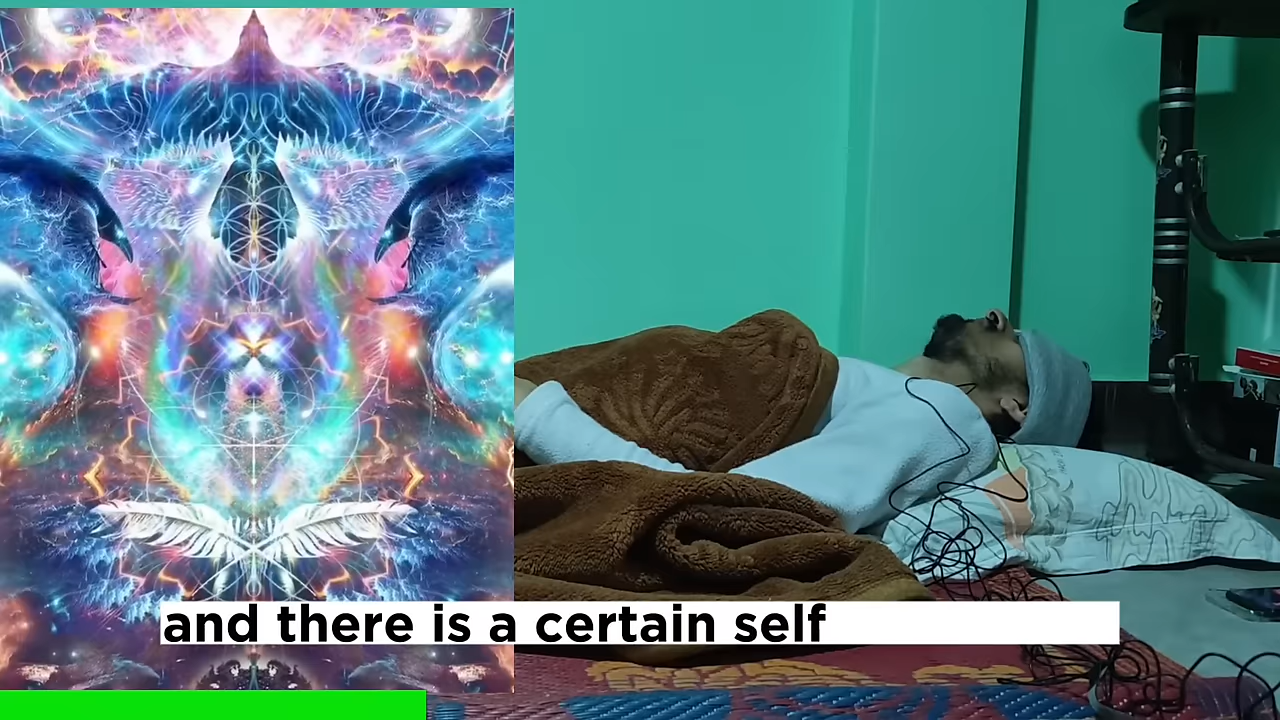 and there is a certain self